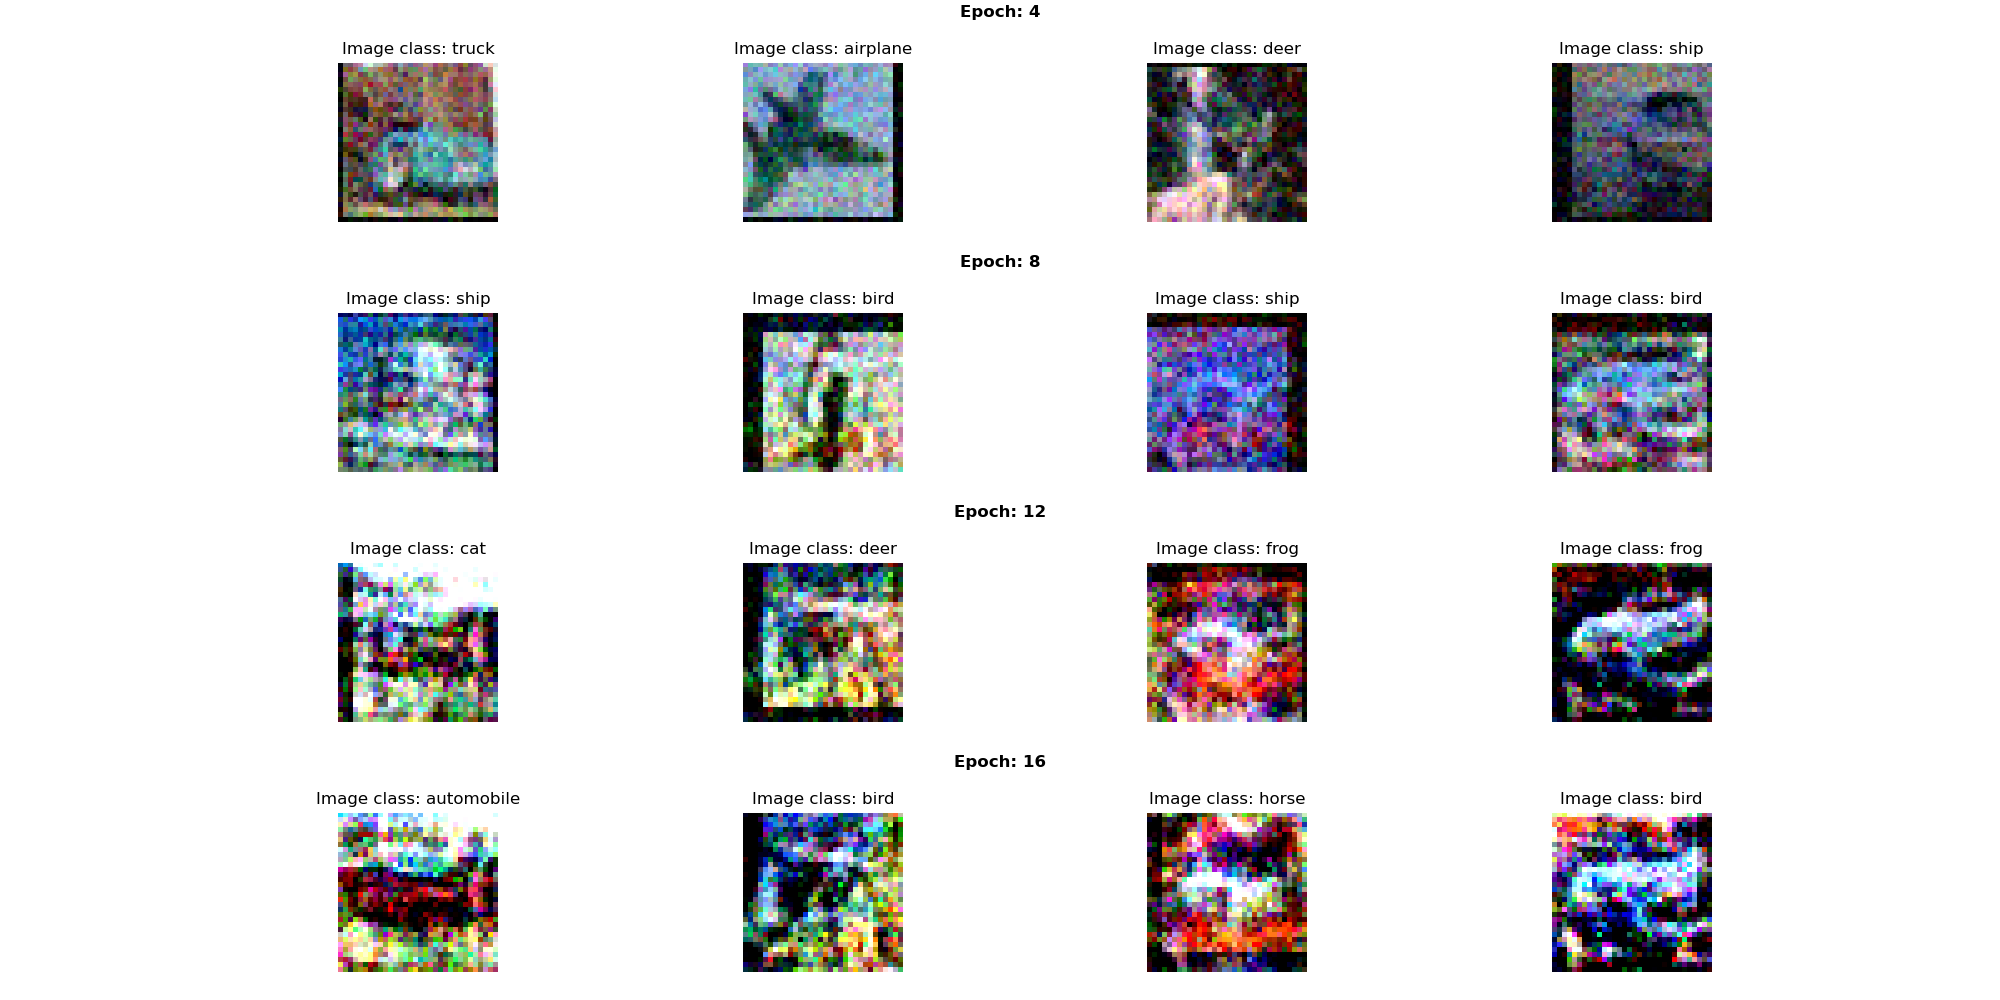 Epoch: 4
Image class: truck
Image class: airplane
Image class: deer
Image class: ship
Epoch: 8
Image class: ship
Image class: bird
Image class: ship
Image class: bird
Epoch: 12
Image class: cat
Image class: deer
Image class: frog
Image class: frog
Epoch: 16
Image class: automobile
Image class: bird
Image class: horse
Image class: bird